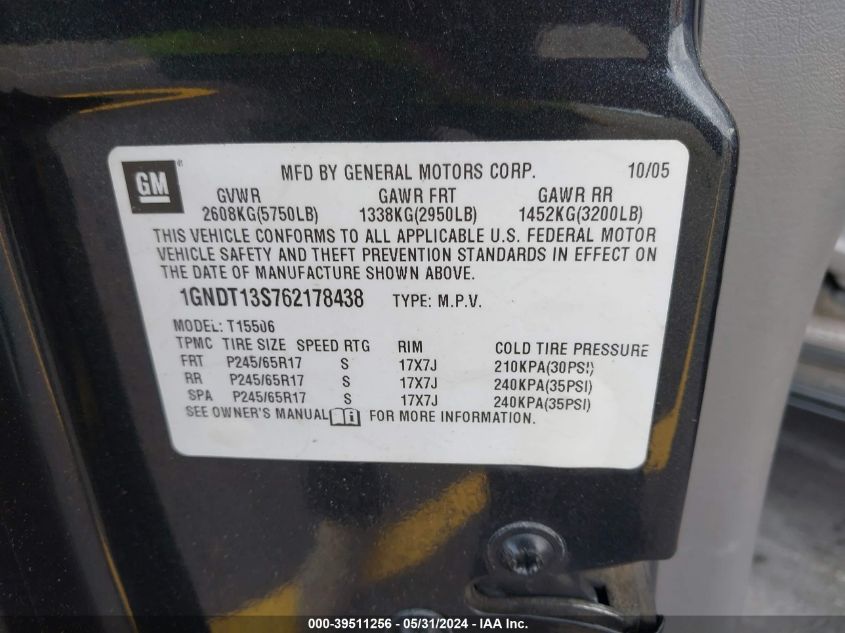 GM
MFD BY GENERAL MOTORS CORP. 10/05
GVWR GAWR FRT GAWR RR
2608KG(5750LB) 1338KG(2950LB) 1452KG(3200LB)
THIS VEHICLE CONFORMS TO ALL APPLICABLE U.S. FEDERAL MOTOR
VEHICLE SAFETY AND THEFT PREVENTION STANDARDS IN EFFECT ON
THE DATE OF MANUFACTURE SHOWN ABOVE.
1GNDT13S762178438 TYPE: M.P.V.
MODEL: T15506
TPMC TIRE SIZE SPEED RTG RIM COLD TIRE PRESSURE
FRT P245/65R17 S 17X7J 210KPA(30PSI)
RR P245/65R17 S 17X7J 240KPA(35PSI)
SPA P245/65R17 S 17X7J 240KPA(35PSI)
SEE OWNER'S MANUAL i FOR MORE INFORMATION.
000-39511256 - 05/31/2024 - IAA Inc.